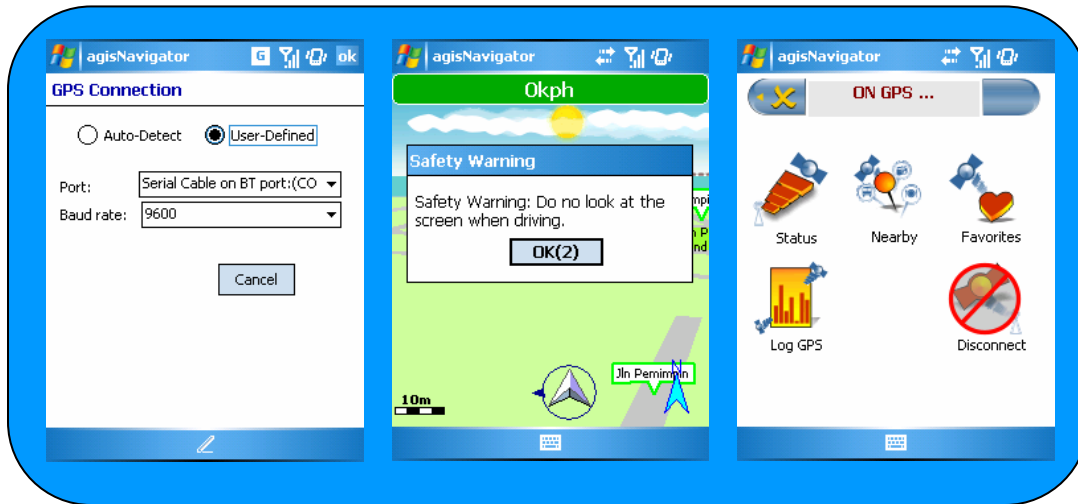 agisNavigator
G
ok
GPS Connection
Auto-Detect
User-Defined
Port:
Serial Cable on BT port:(CO
Baud rate:
9600
Cancel
agisNavigator
0kph
Safety Warning
Safety Warning: Do no look at the
screen when driving.
OK(2)
10m
Jln Pemimpin
N
agisNavigator
ON GPS ...
Status
Nearby
Favorites
Log GPS
Disconnect